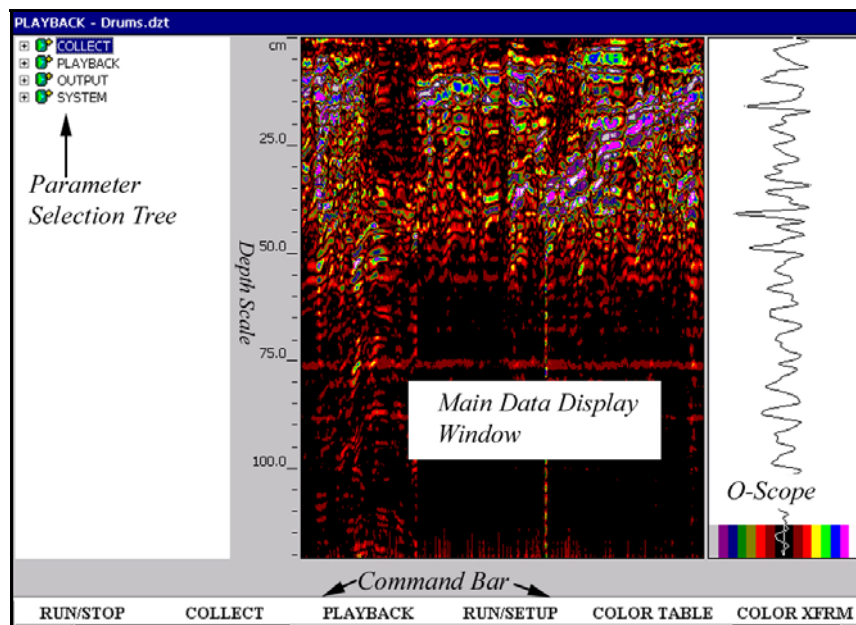 PLAYBACK - Drums.dzt
COLLECT
PLAYBACK
OUTPUT
SYSTEM
Parameter
Selection Tree
cm
25.0
50.0
75.0
100.0
Depth Scale
Main Data Display
Window
O-Scope
Command Bar
RUN/STOP COLLECT PLAYBACK RUN/SETUP COLOR TABLE COLOR XFRM